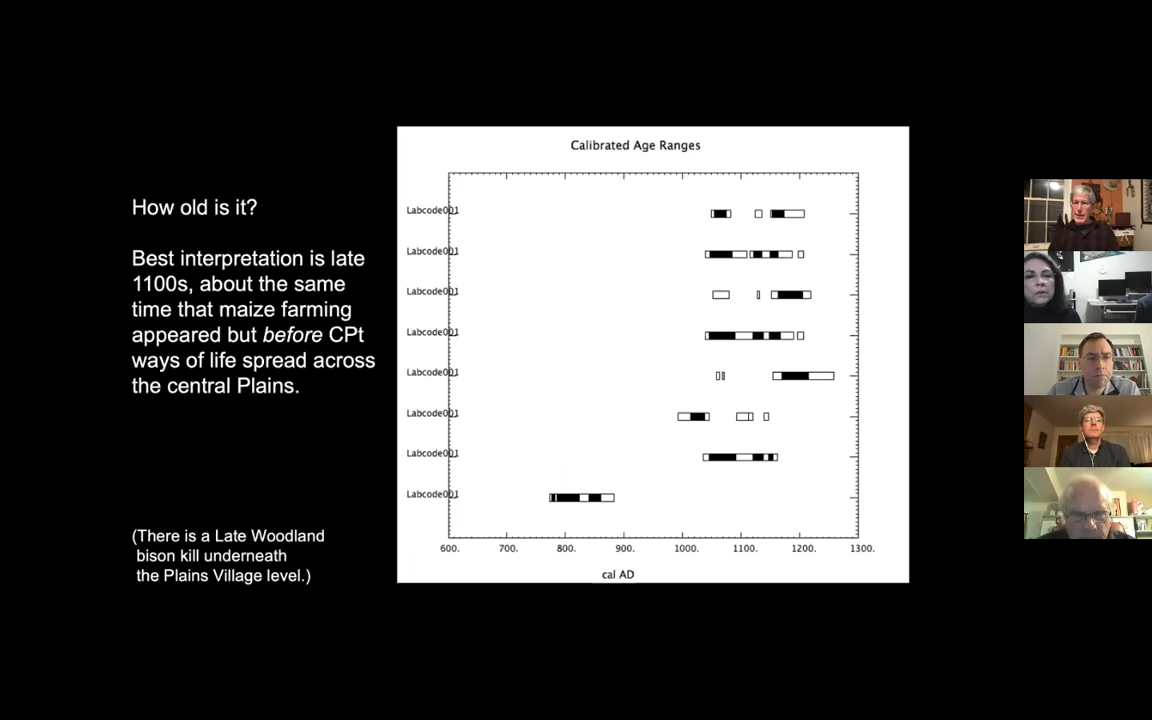 How old is it?
Best interpretation is late
1100s, about the same
time that maize farming
appeared but before CPt
ways of life spread across
the central Plains.
(There is a Late Woodland
bison kill underneath
the Plains Village level.)
Calibrated Age Ranges
Labcode001
Labcode001
Labcode001
Labcode001
Labcode001
Labcode001
Labcode001
Labcode001
600. 700. 800. 900. 1000. 1100. 1200. 1300.
cal AD